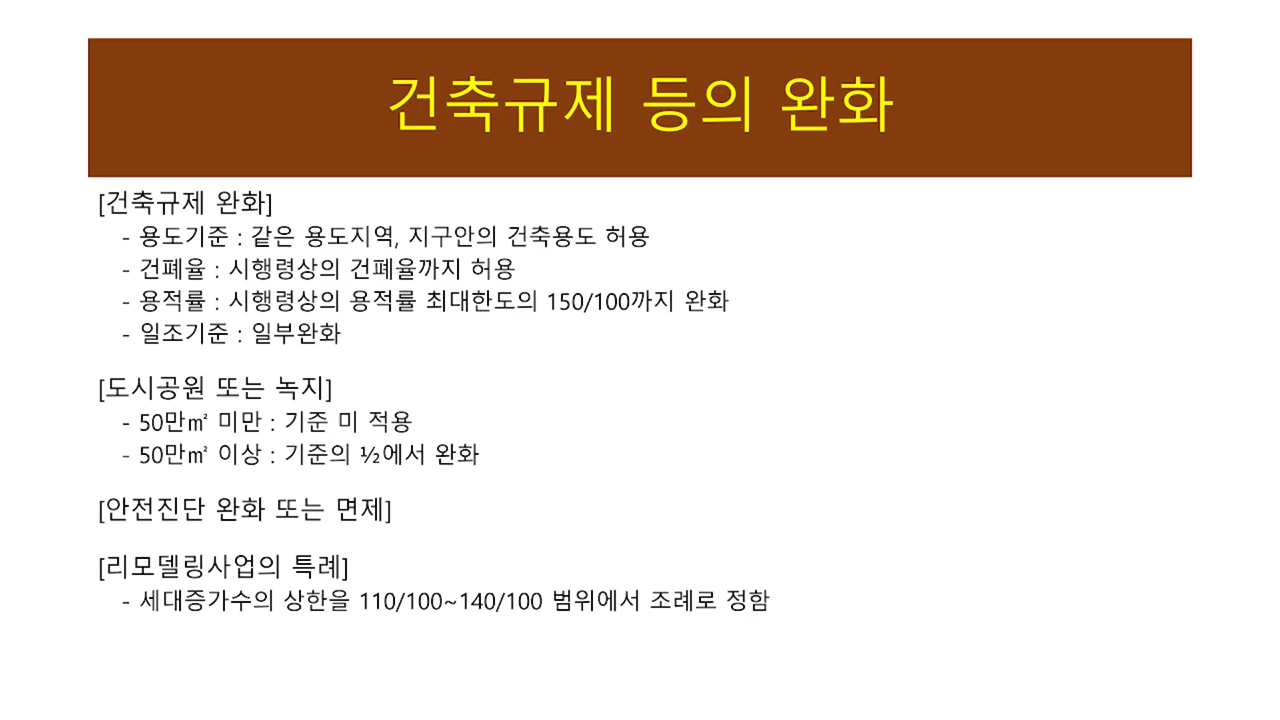 건축규제 등의 완화
[건축규제 완화]
- 용도기준 : 같은 용도지역, 지구안의 건축용도 허용
- 건폐율 : 시행령상의 건폐율까지 허용
- 용적률 : 시행령상의 용적률 최대한도의 150/100까지 완화
- 일조기준 : 일부완화
[도시공원 또는 녹지]
- 50만㎡ 미만 : 기준 미 적용
- 50만㎡ 이상 : 기준의 ½에서 완화
[안전진단 완화 또는 면제]
[리모델링사업의 특례]
- 세대증가수의 상한을 110/100~140/100 범위에서 조례로 정함